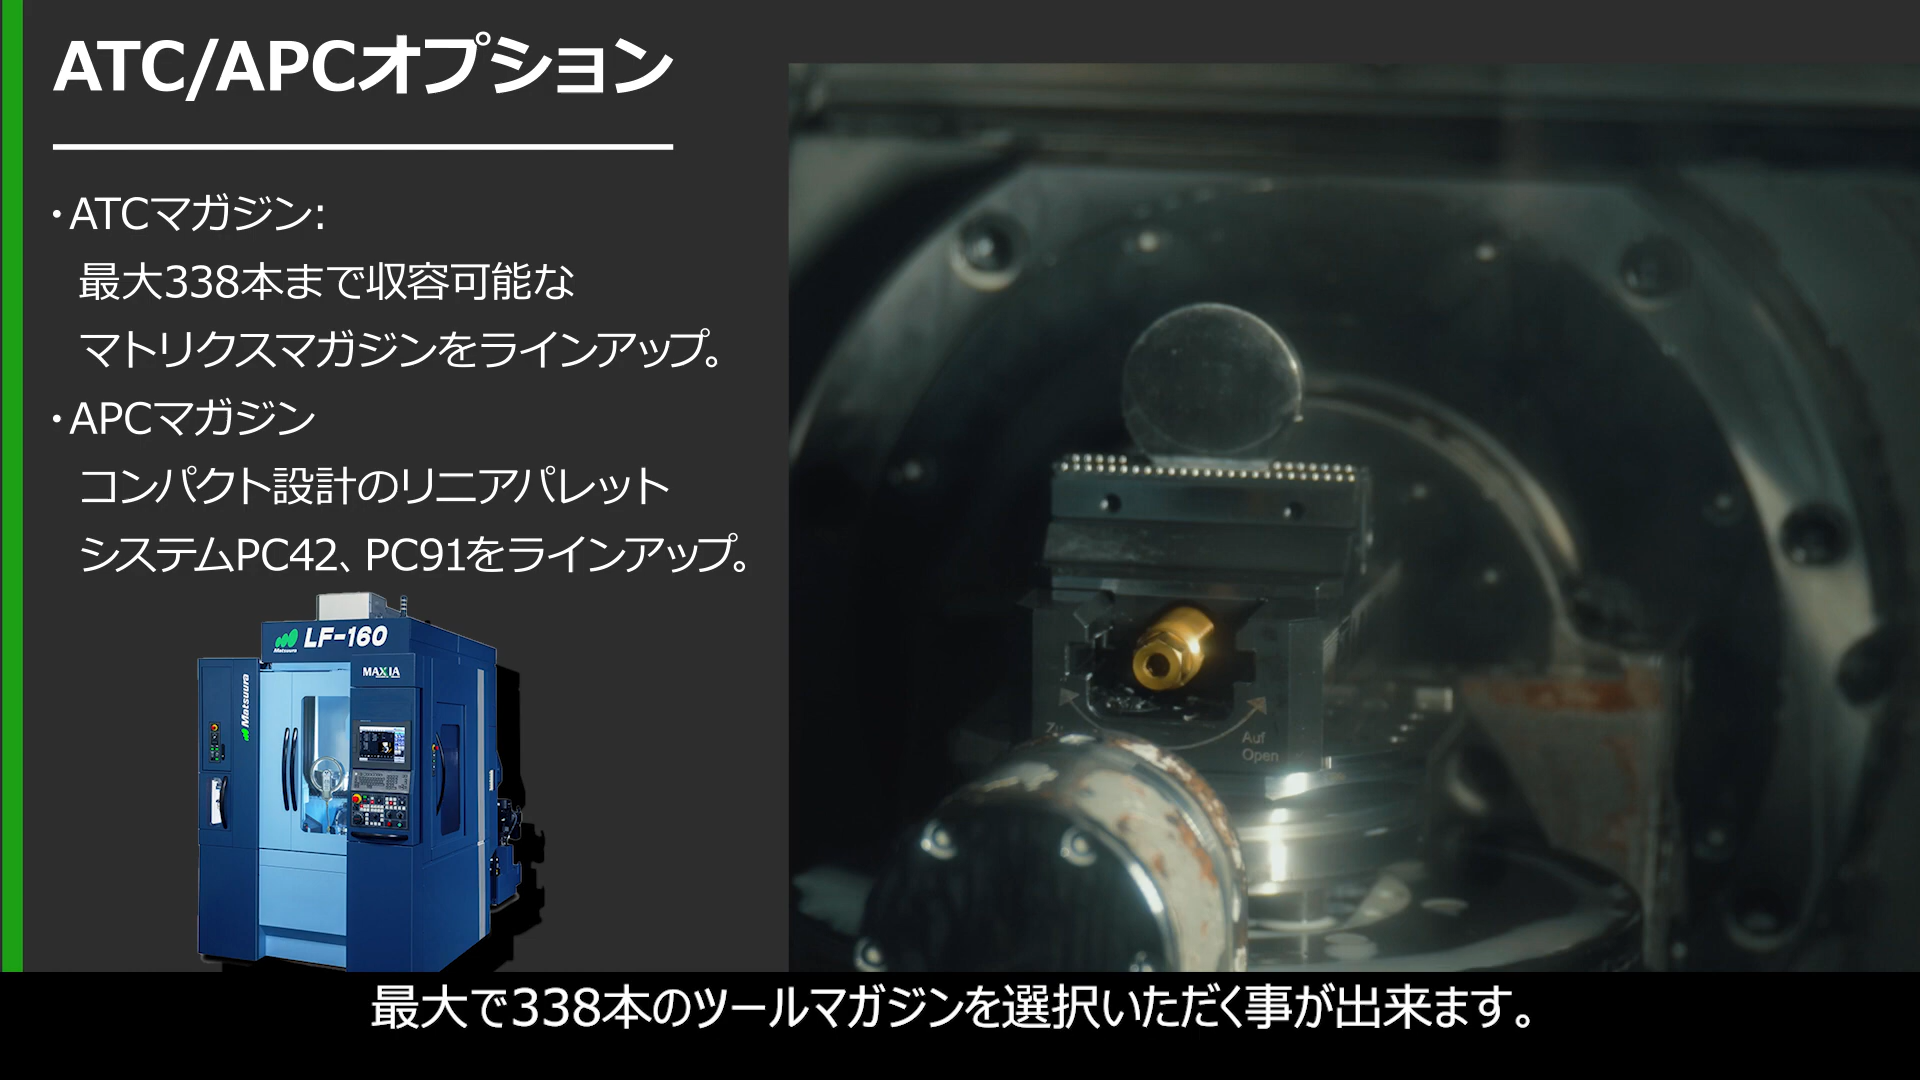 ATC/APCオプション
・ATCマガジン:
最大338本まで収容可能な
マトリクスマガジンをラインアップ。
・APCマガジン
コンパクト設計のリニアパレット
システムPC42、PC91をラインアップ。
Matsuura LF-160
MAXIA
Matsuura
Auf
Open
最大で338本のツールマガジンを選択いただく事が出来ます。